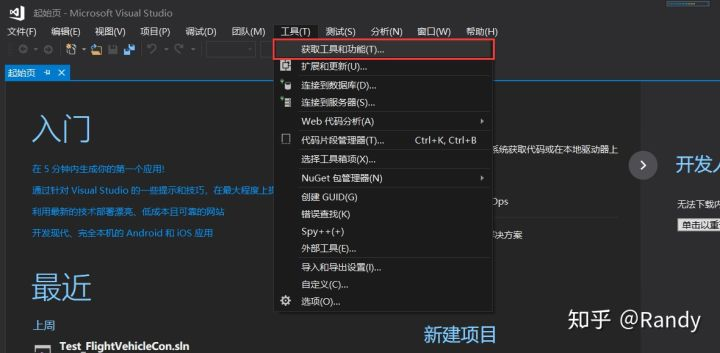 起始页 - Microsoft Visual Studio
文件(F) 编辑(E) 视图(V) 项目(P) 调试(D) 团队(M) 工具(T) 测试(S) 分析(N) 窗口(W) 帮助(H)
起始页
获取工具和功能(T)...
扩展和更新(U)...
连接到数据库(D)...
连接到服务器(S)...
Web 代码分析(A)
代码片段管理器(T)... Ctrl+K, Ctrl+B
选择工具箱项(X)...
NuGet 包管理器(N)
创建 GUID(G)
错误查找(K)
Spy++(+)
外部工具(E)...
导入和导出设置(I)...
自定义(C)...
选项(O)...
入门
在 5 分钟内生成你的第一个应用!
通过针对 Visual Studio 的一些提示和技巧，在最大程度上提
利用最新的技术部署漂亮、低成本且可靠的网站
开发现代、完全本机的 Android 和 iOS 应用
最近
上周
Test_FlightVehicleCon.sln
系统获取代码或在本地驱动器上
Ops
决方案
新建项目
开发人
无法下载内
单击以重
知乎 @Randy